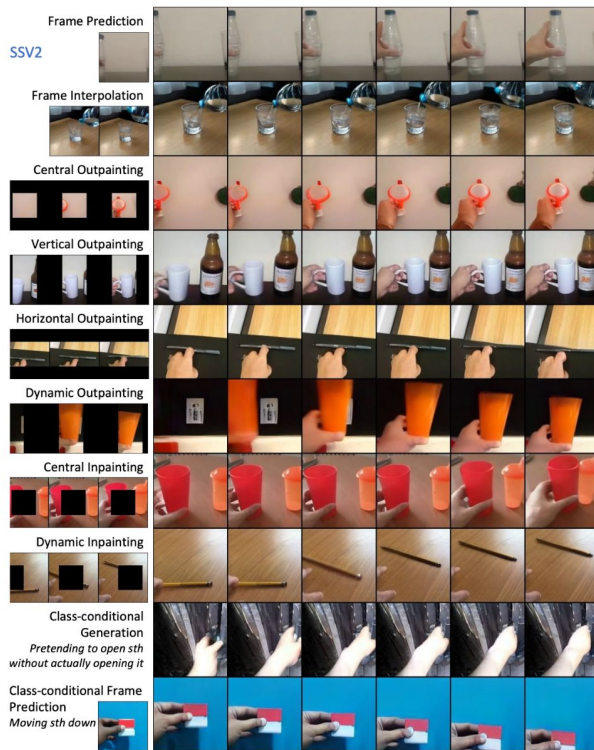 Frame Prediction
SSV2
Frame Interpolation
Central Outpainting
Vertical Outpainting
Horizontal Outpainting
Dynamic Outpainting
Central Inpainting
Dynamic Inpainting
Class-conditional
Generation
Pretending to open sth
without actually opening it
Class-conditional Frame
Prediction
Moving sth down